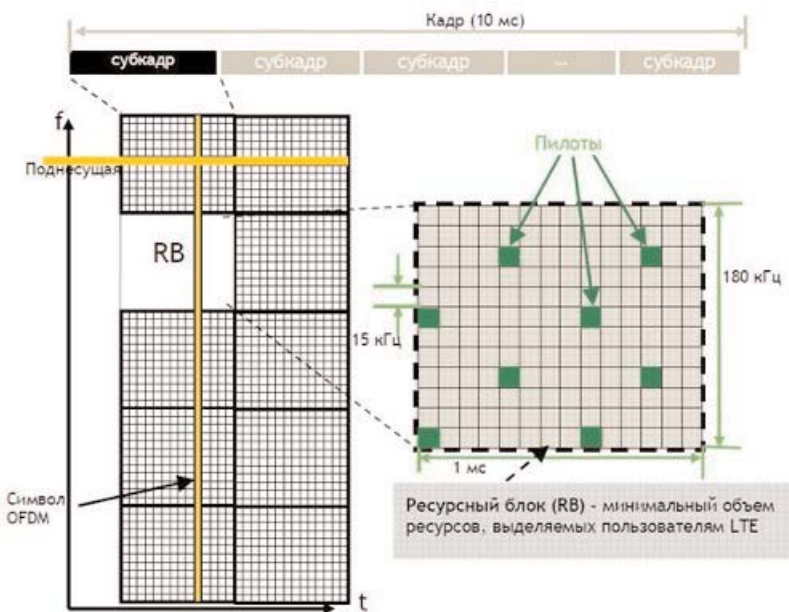 Кадр (10 мс)
субкадр
субкадр
субкадр
...
субкадр
f
Поднесущая
Пилоты
RB
180 кГц
15 кГц
1 мс
Символ
OFDM
Ресурсный блок (RB) - минимальный объем
ресурсов, выделяемых пользователям LTE
t